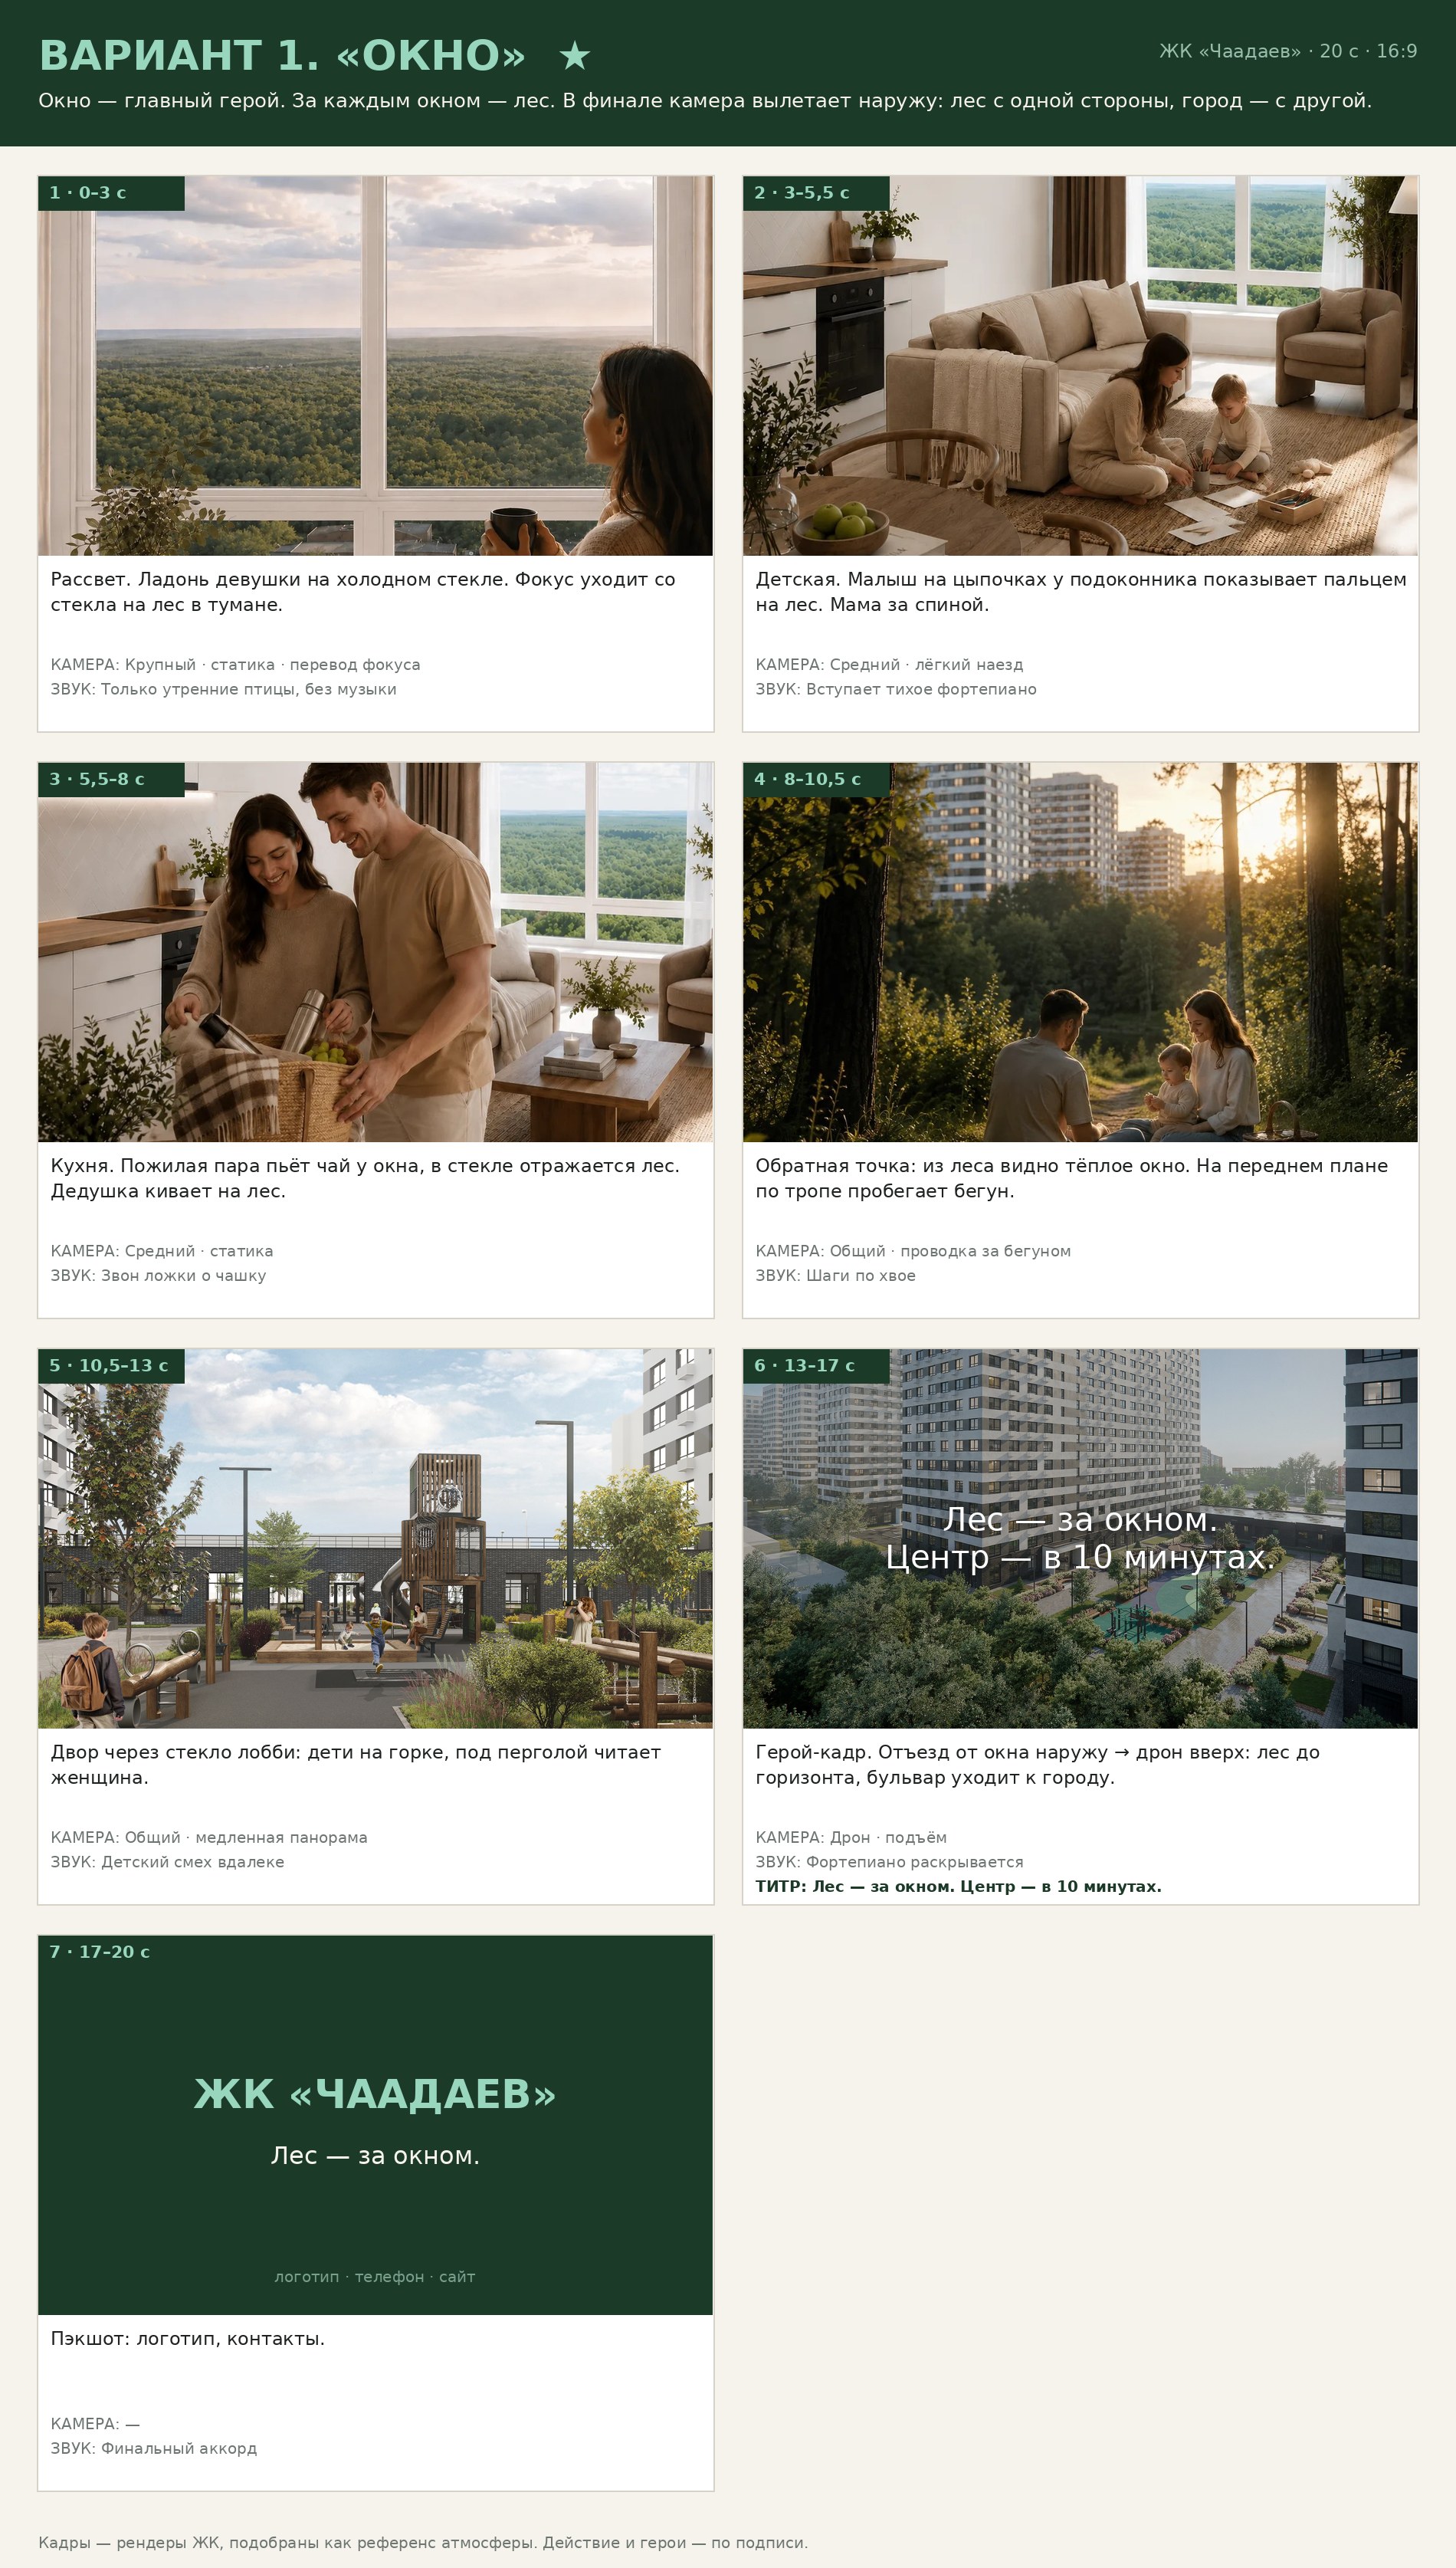 ВАРИАНТ 1. «ОКНО» ★
ЖК «Чаадаев» · 20 с · 16:9
Окно — главный герой. За каждым окном — лес. В финале камера вылетает наружу: лес с одной стороны, город — с другой.
1 · 0–3 с
Рассвет. Ладонь девушки на холодном стекле. Фокус уходит со
стекла на лес в тумане.
КАМЕРА: Крупный · статика · перевод фокуса
ЗВУК: Только утренние птицы, без музыки
2 · 3–5,5 с
Детская. Малыш на цыпочках у подоконника показывает пальцем
на лес. Мама за спиной.
КАМЕРА: Средний · лёгкий наезд
ЗВУК: Вступает тихое фортепиано
3 · 5,5–8 с
Кухня. Пожилая пара пьёт чай у окна, в стекле отражается лес.
Дедушка кивает на лес.
КАМЕРА: Средний · статика
ЗВУК: Звон ложки о чашку
4 · 8–10,5 с
Обратная точка: из леса видно тёплое окно. На переднем плане
по тропе пробегает бегун.
КАМЕРА: Общий · проводка за бегуном
ЗВУК: Шаги по хвое
5 · 10,5–13 с
Двор через стекло лобби: дети на горке, под перголой читает
женщина.
КАМЕРА: Общий · медленная панорама
ЗВУК: Детский смех вдалеке
6 · 13–17 с
Лес — за окном.
Центр — в 10 минутах.
Герой-кадр. Отъезд от окна наружу → дрон вверх: лес до
горизонта, бульвар уходит к городу.
КАМЕРА: Дрон · подъём
ЗВУК: Фортепиано раскрывается
ТИТР: Лес — за окном. Центр — в 10 минутах.
7 · 17–20 с
ЖК «ЧААДАЕВ»
Лес — за окном.
логотип · телефон · сайт
Пэкшот: логотип, контакты.
КАМЕРА: —
ЗВУК: Финальный аккорд
Кадры — рендеры ЖК, подобраны как референс атмосферы. Действие и герои — по подписи.